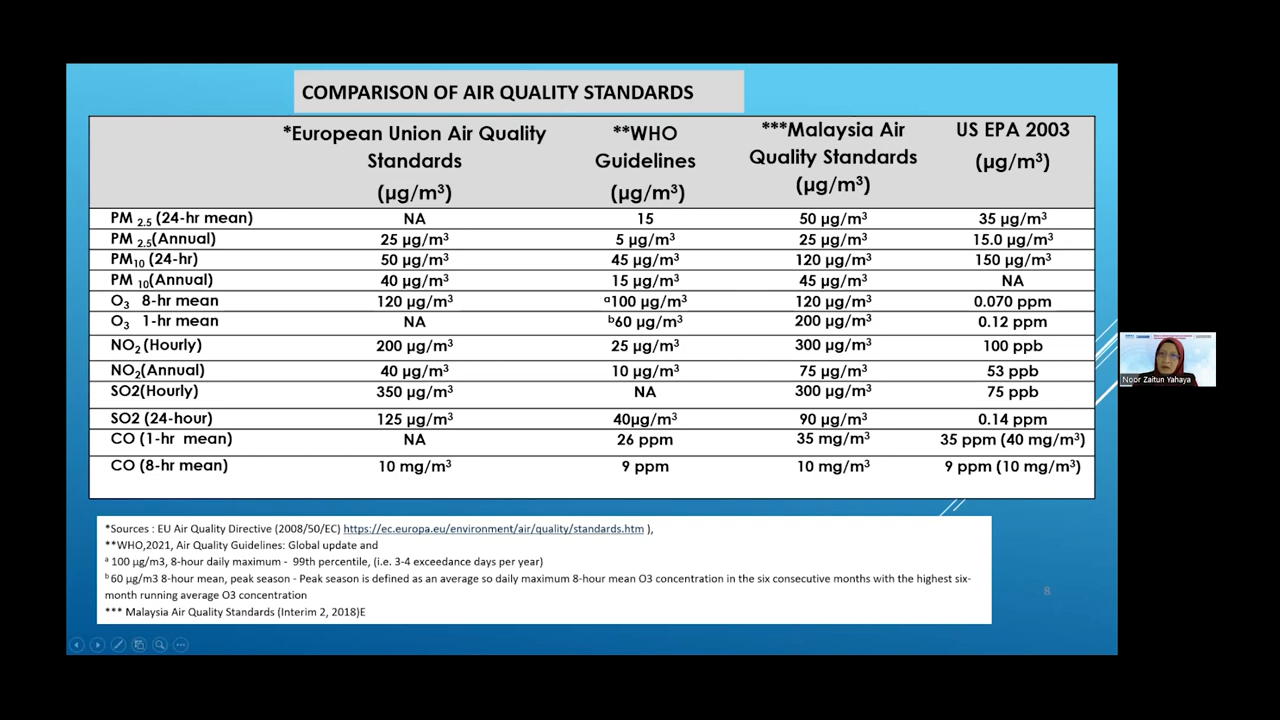 COMPARISON OF AIR QUALITY STANDARDS
*European Union Air Quality Standards (µg/m³) **WHO Guidelines (µg/m³) ***Malaysia Air Quality Standards (µg/m³) US EPA 2003 (µg/m³)
PM 2.5 (24-hr mean) NA 15 50 µg/m³ 35 µg/m³
PM 2.5(Annual) 25 µg/m³ 5 µg/m³ 25 µg/m³ 15.0 µg/m³
PM10 (24-hr) 50 µg/m³ 45 µg/m³ 120 µg/m³ 150 µg/m³
PM 10(Annual) 40 µg/m³ 15 µg/m³ 45 µg/m³ NA
O3 8-hr mean 120 µg/m³ ᵃ100 µg/m³ 120 µg/m³ 0.070 ppm
O3 1-hr mean NA ᵇ60 µg/m³ 200 µg/m³ 0.12 ppm
NO2 (Hourly) 200 µg/m³ 25 µg/m³ 300 µg/m³ 100 ppb
NO2(Annual) 40 µg/m³ 10 µg/m³ 75 µg/m³ 53 ppb
SO2(Hourly) 350 µg/m³ NA 300 µg/m³ 75 ppb
SO2 (24-hour) 125 µg/m³ 40µg/m³ 90 µg/m³ 0.14 ppm
CO (1-hr mean) NA 26 ppm 35 mg/m³ 35 ppm (40 mg/m³)
CO (8-hr mean) 10 mg/m³ 9 ppm 10 mg/m³ 9 ppm (10 mg/m³)
*Sources : EU Air Quality Directive (2008/50/EC) https://ec.europa.eu/environment/air/quality/standards.htm ),
**WHO,2021, Air Quality Guidelines: Global update and
ᵃ 100 µg/m3, 8-hour daily maximum - 99th percentile, (i.e. 3-4 exceedance days per year)
ᵇ 60 µg/m3 8-hour mean, peak season - Peak season is defined as an average so daily maximum 8-hour mean O3 concentration in the six consecutive months with the highest six-
month running average O3 concentration
*** Malaysia Air Quality Standards (Interim 2, 2018)E
8
Noor Zaitun Yahaya